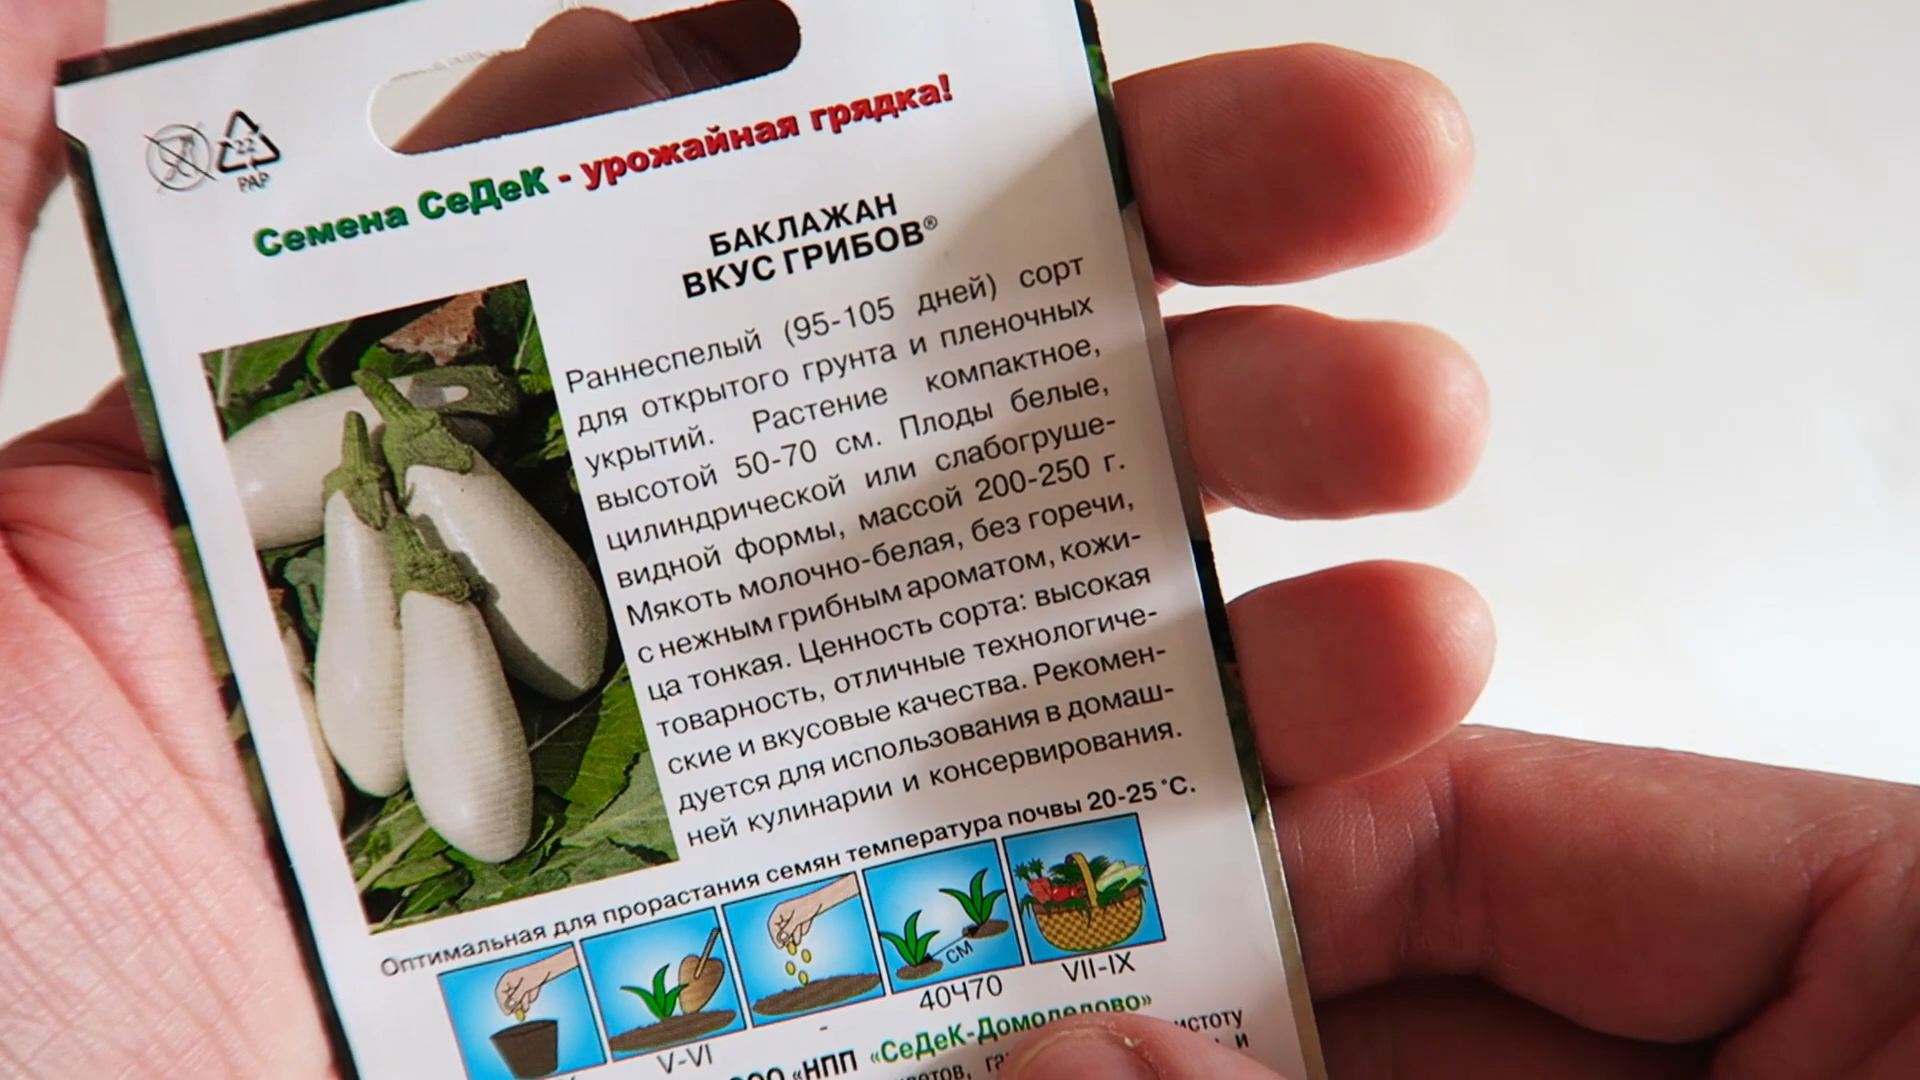 22
PAP
Семена СеДеК - урожайная грядка!
БАКЛАЖАН
ВКУС ГРИБОВ®
Раннеспелый (95-105 дней) сорт
для открытого грунта и пленочных
укрытий. Растение компактное,
высотой 50-70 см. Плоды белые,
цилиндрической или слабогруше-
видной формы, массой 200-250 г.
Мякоть молочно-белая, без горечи,
с нежным грибным ароматом, кожи-
ца тонкая. Ценность сорта: высокая
товарность, отличные технологиче-
ские и вкусовые качества. Рекомен-
дуется для использования в домаш-
ней кулинарии и консервирования.
Оптимальная для прорастания семян температура почвы 20-25 °С.
см
V-VI - 40Ч70 VII-IX
ООО «НПП «СеДеК-Домодедово»
и